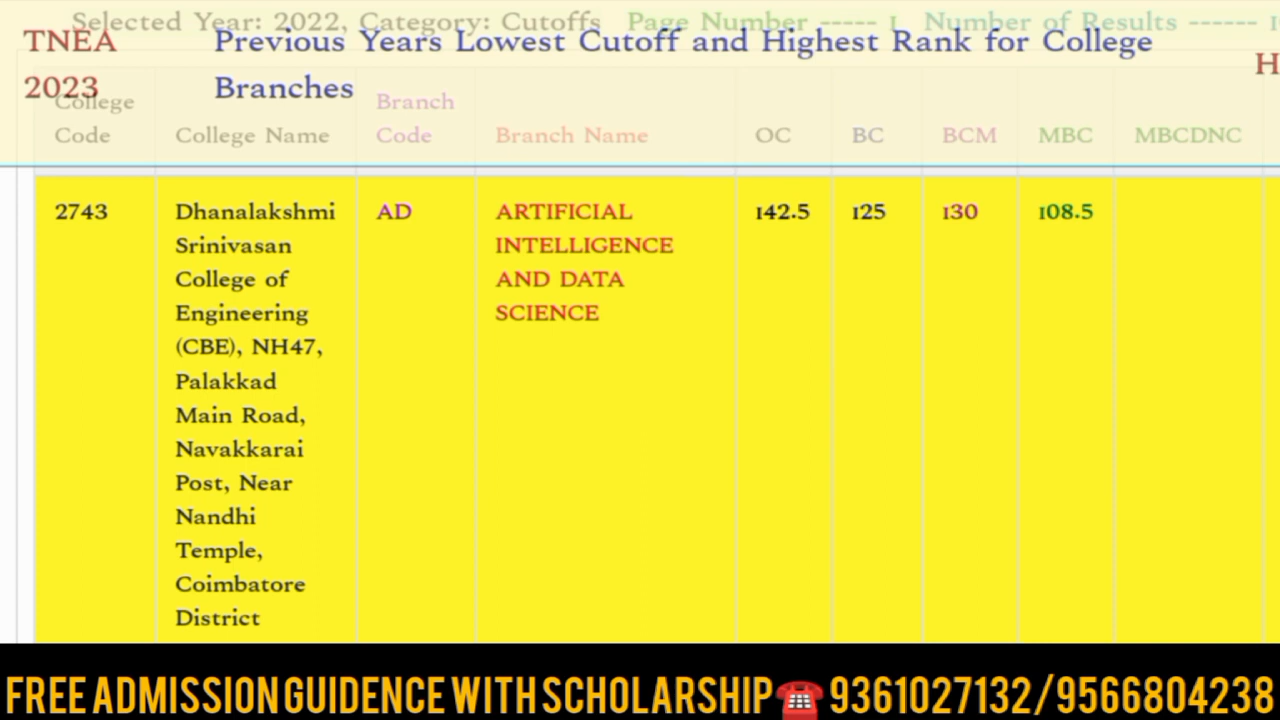 Selected Year: 2022, Category: Cutoffs Page Number ----- 1 Number of Results ------ 1
TNEA 2023
Previous Years Lowest Cutoff and Highest Rank for College
Branches
H
College Code
College Name
Branch Code
Branch Name
OC
BC
BCM
MBC
MBCDNC
2743
Dhanalakshmi
Srinivasan
College of
Engineering
(CBE), NH47,
Palakkad
Main Road,
Navakkarai
Post, Near
Nandhi
Temple,
Coimbatore
District
AD
ARTIFICIAL
INTELLIGENCE
AND DATA
SCIENCE
142.5
125
130
108.5
FREE ADMISSION GUIDENCE WITH SCHOLARSHIP☎️ 9361027132/9566804238